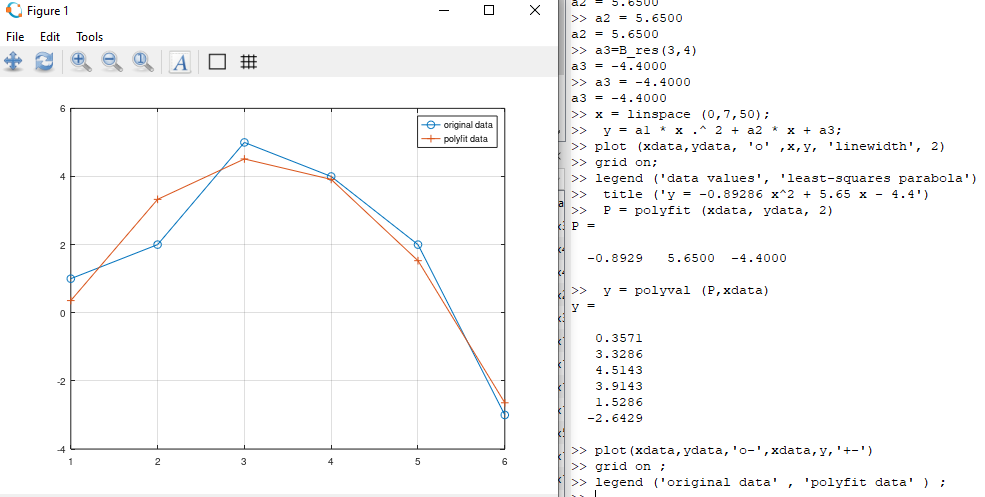 Figure 1
File Edit Tools
A
6
4
2
0
-2
-4
1 2 3 4 5 6
original data
polyfit data
a2 = 5.6500
>> a2 = 5.6500
a2 = 5.6500
>> a3=B_res(3,4)
a3 = -4.4000
>> a3 = -4.4000
a3 = -4.4000
>> x = linspace (0,7,50);
>>  y = a1 * x .^ 2 + a2 * x + a3;
>> plot (xdata,ydata, 'o' ,x,y, 'linewidth', 2)
>> grid on;
>> legend ('data values', 'least-squares parabola')
>>  title ('y = -0.89286 x^2 + 5.65 x - 4.4')
>>  P = polyfit (xdata, ydata, 2)
P =
-0.8929 5.6500 -4.4000
>>  y = polyval (P,xdata)
y =
0.3571
3.3286
4.5143
3.9143
1.5286
-2.6429
>> plot(xdata,ydata,'o-',xdata,y,'+-')
>> grid on ;
>> legend ('original data' , 'polyfit data' ) ;
>>